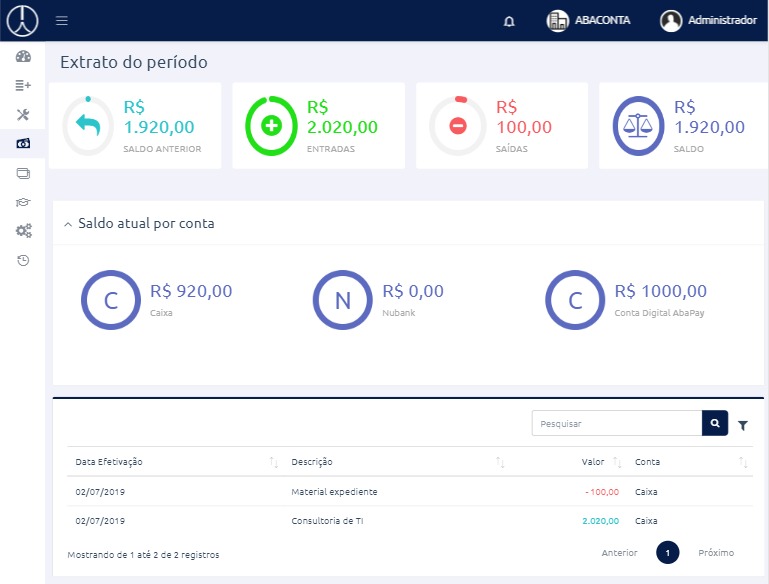 ABACONTA
Administrador
Extrato do período
R$
1.920,00
SALDO ANTERIOR
R$
2.020,00
ENTRADAS
R$
100,00
SAÍDAS
R$
1.920,00
SALDO
Saldo atual por conta
C
R$ 920,00
Caixa
N
R$ 0,00
Nubank
C
R$ 1000,00
Conta Digital AbaPay
Pesquisar
Data Efetivação Descrição Valor Conta
02/07/2019 Material expediente -100,00 Caixa
02/07/2019 Consultoria de TI 2.020,00 Caixa
Mostrando de 1 até 2 de 2 registros
Anterior 1 Próximo